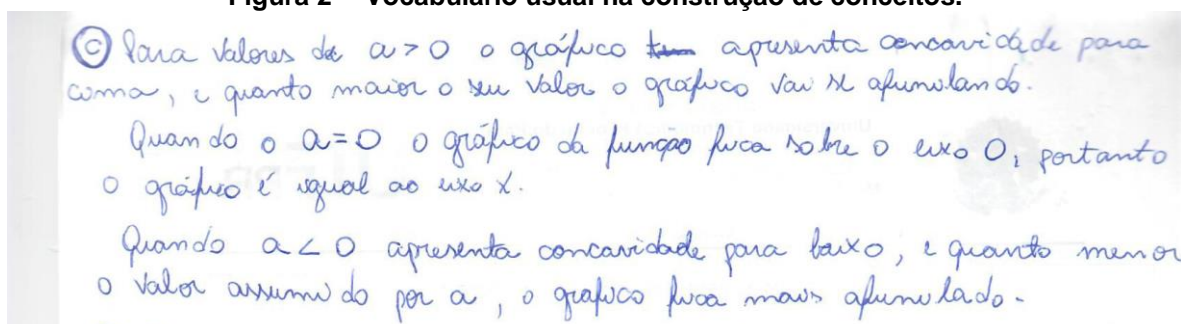 Figura 2 – Vocabulário usual na construção de conceitos.
© Para valores de a > 0 o gráfico apresenta concavidade para
cima, e quanto maior o seu valor o gráfico vai se afunilando.
Quando o a = 0 o gráfico da função fica sobre o eixo 0, portanto
o gráfico é igual ao eixo x.
Quando a < 0 apresenta concavidade para baixo, e quanto menor
o valor assumido por a, o grafico fica mais afunilado.